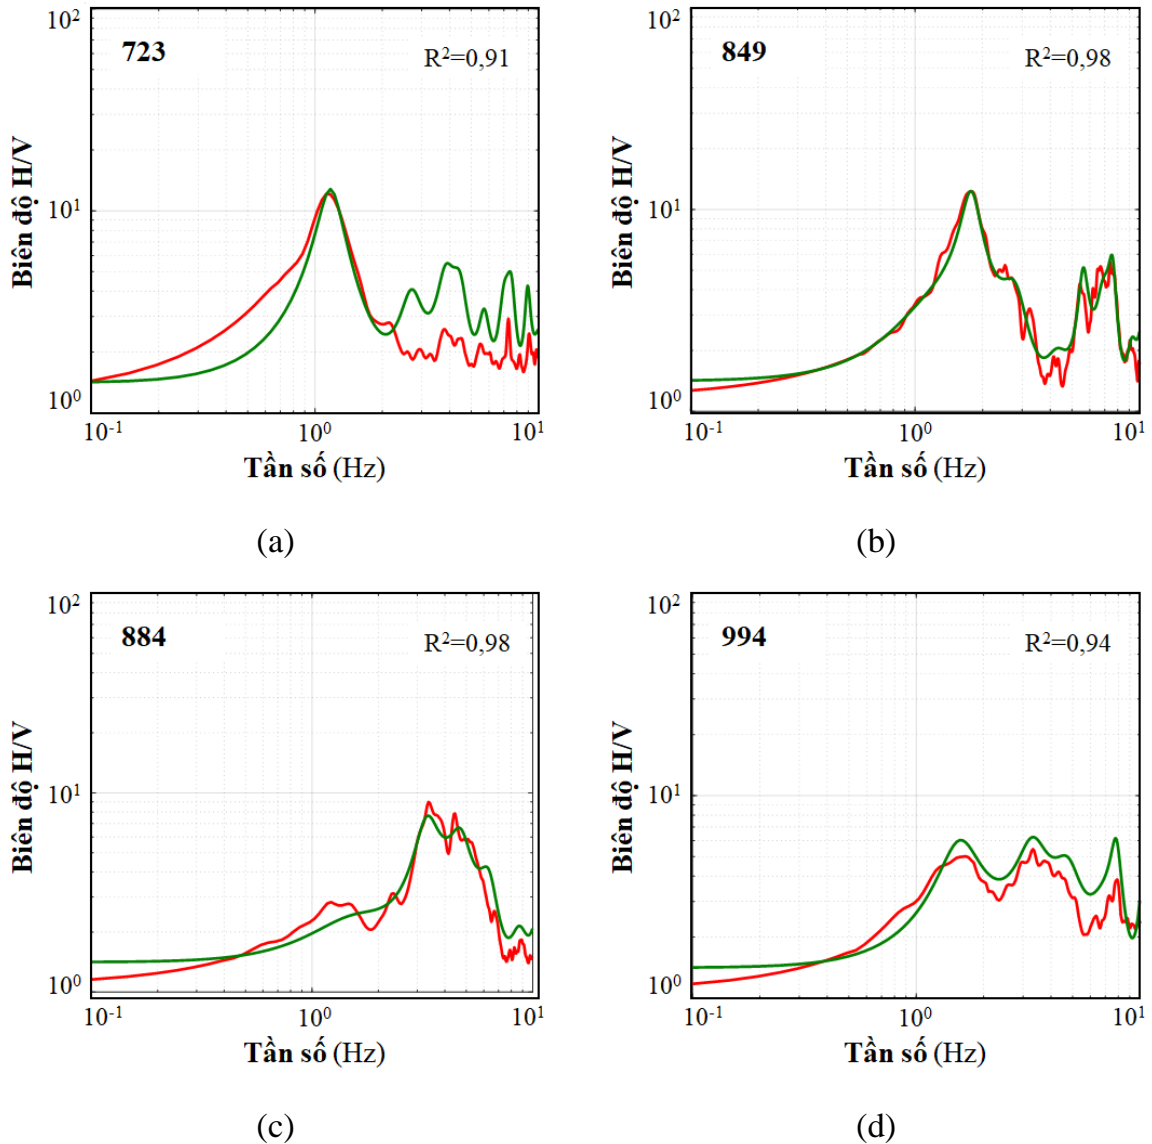 10²
723
R²=0,91
Biên độ H/V
10¹
10⁰
10⁻¹ 10⁰ 10¹
Tần số (Hz)
(a)
10²
849
R²=0,98
Biên độ H/V
10¹
10⁰
10⁻¹ 10⁰ 10¹
Tần số (Hz)
(b)
10²
884
R²=0,98
Biên độ H/V
10¹
10⁰
10⁻¹ 10⁰ 10¹
Tần số (Hz)
(c)
10²
994
R²=0,94
Biên độ H/V
10¹
10⁰
10⁻¹ 10⁰ 10¹
Tần số (Hz)
(d)